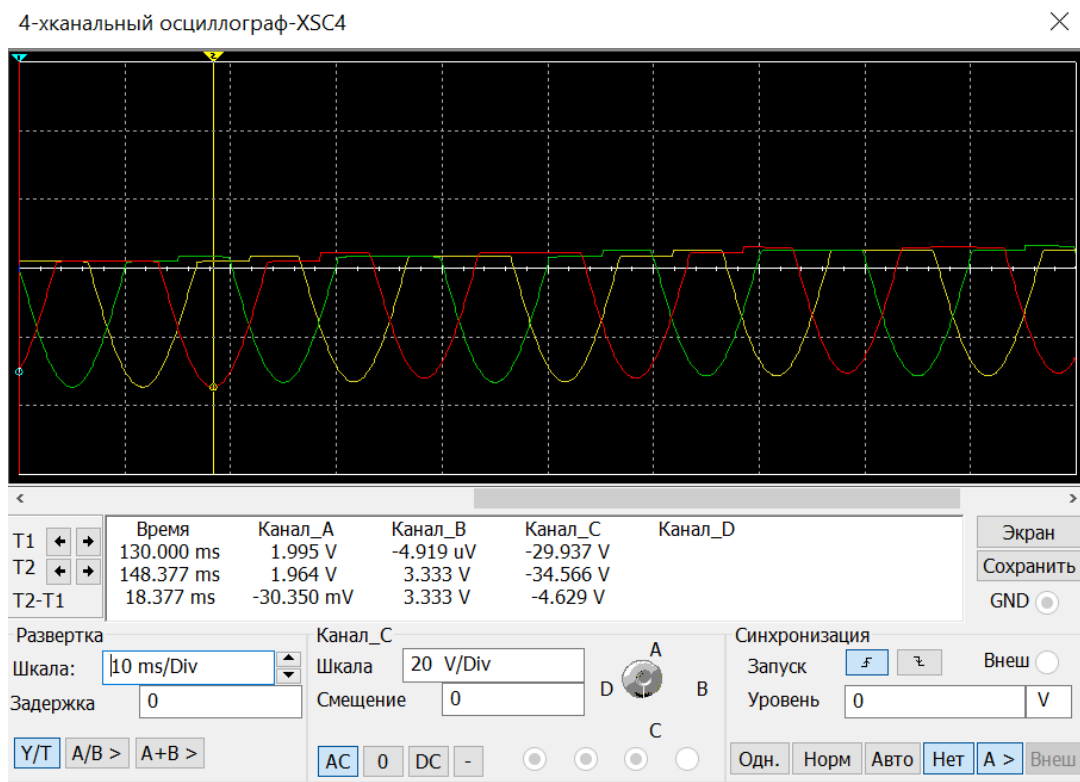 4-хканальный осциллограф-XSC4
1 2
T1 Время Канал_A Канал_B Канал_C Канал_D
130.000 ms 1.995 V -4.919 uV -29.937 V
T2 148.377 ms 1.964 V 3.333 V -34.566 V
T2-T1 18.377 ms -30.350 mV 3.333 V -4.629 V
Экран
Сохранить
GND
Развертка
Шкала: 10 ms/Div
Задержка 0
Y/T A/B > A+B >
Канал_C
Шкала 20 V/Div
Смещение 0
AC 0 DC -
A
D B
C
Синхронизация
Запуск Внеш
Уровень 0 V
Одн. Норм Авто Нет A > Внеш